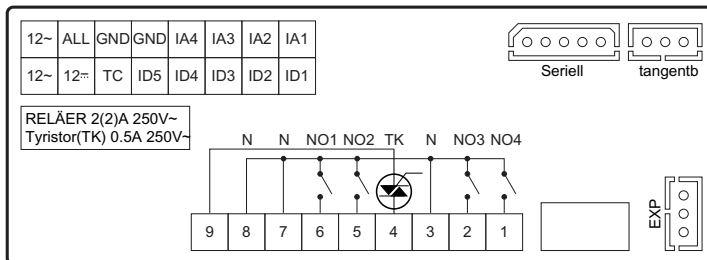 12~ ALL GND GND IA4 IA3 IA2 IA1
12~ 12⎓ TC ID5 ID4 ID3 ID2 ID1
Seriell tangentb
RELÄER 2(2)A 250V~
Tyristor(TK) 0.5A 250V~
N N NO1 NO2 TK N NO3 NO4
EXP
9 8 7 6 5 4 3 2 1